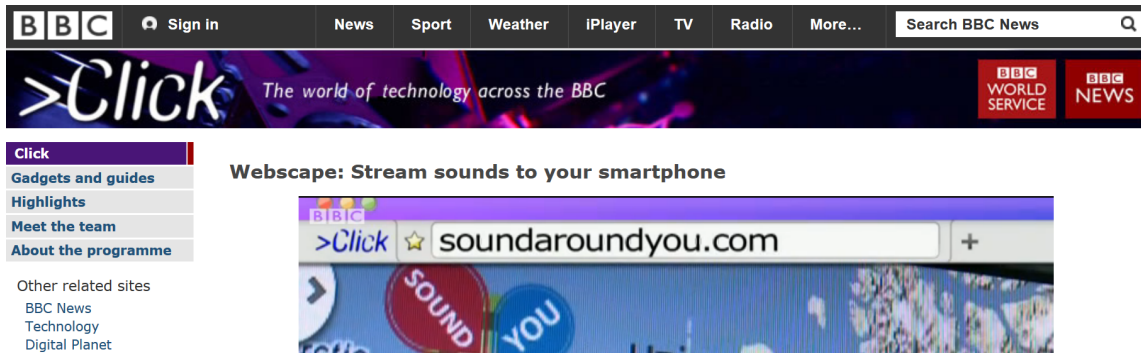 BBC Sign in News Sport Weather iPlayer TV Radio More... Search BBC News
>Click The world of technology across the BBC
BBC WORLD SERVICE
BBC NEWS
Click
Gadgets and guides
Highlights
Meet the team
About the programme
Other related sites
BBC News
Technology
Digital Planet
Webscape: Stream sounds to your smartphone
BBC
>Click soundaroundyou.com +
SOUND
YOU